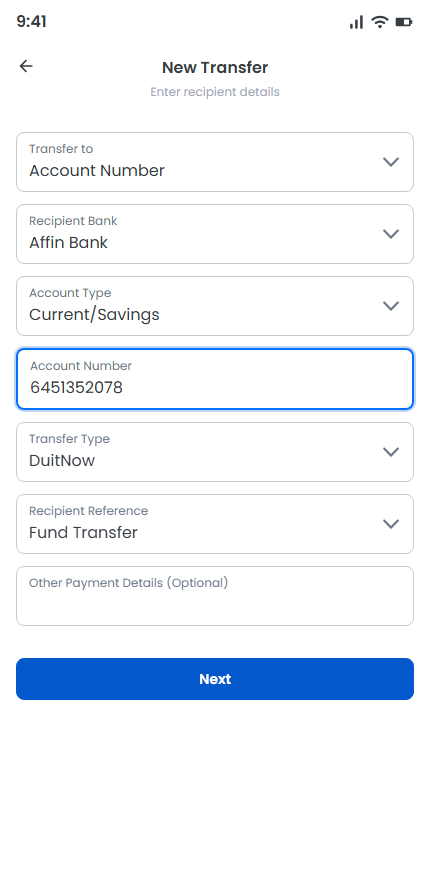 9:41
New Transfer
Enter recipient details
Transfer to
Account Number
Recipient Bank
Affin Bank
Account Type
Current/Savings
Account Number
6451352078
Transfer Type
DuitNow
Recipient Reference
Fund Transfer
Other Payment Details (Optional)
Next